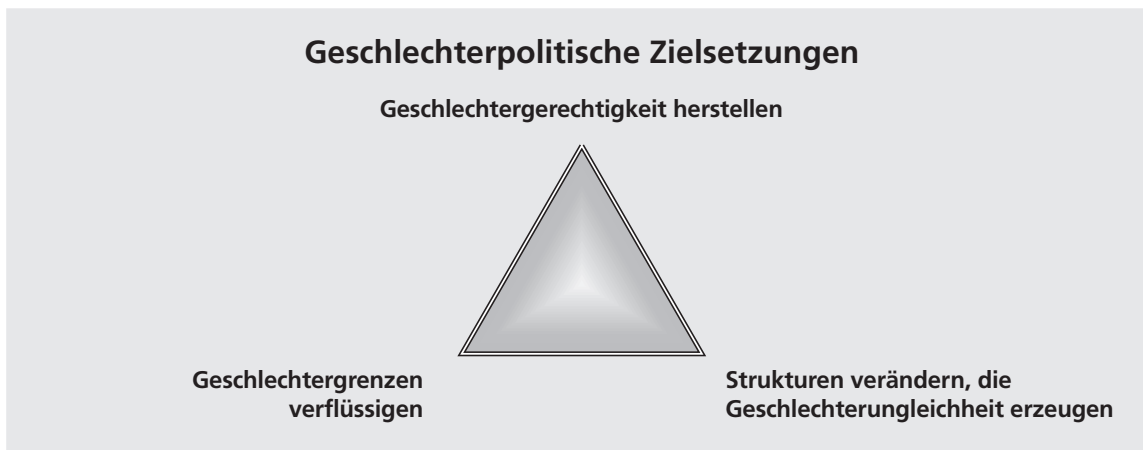 Geschlechterpolitische Zielsetzungen
Geschlechtergerechtigkeit herstellen
Geschlechtergrenzen
verflüssigen
Strukturen verändern, die
Geschlechterungleichheit erzeugen